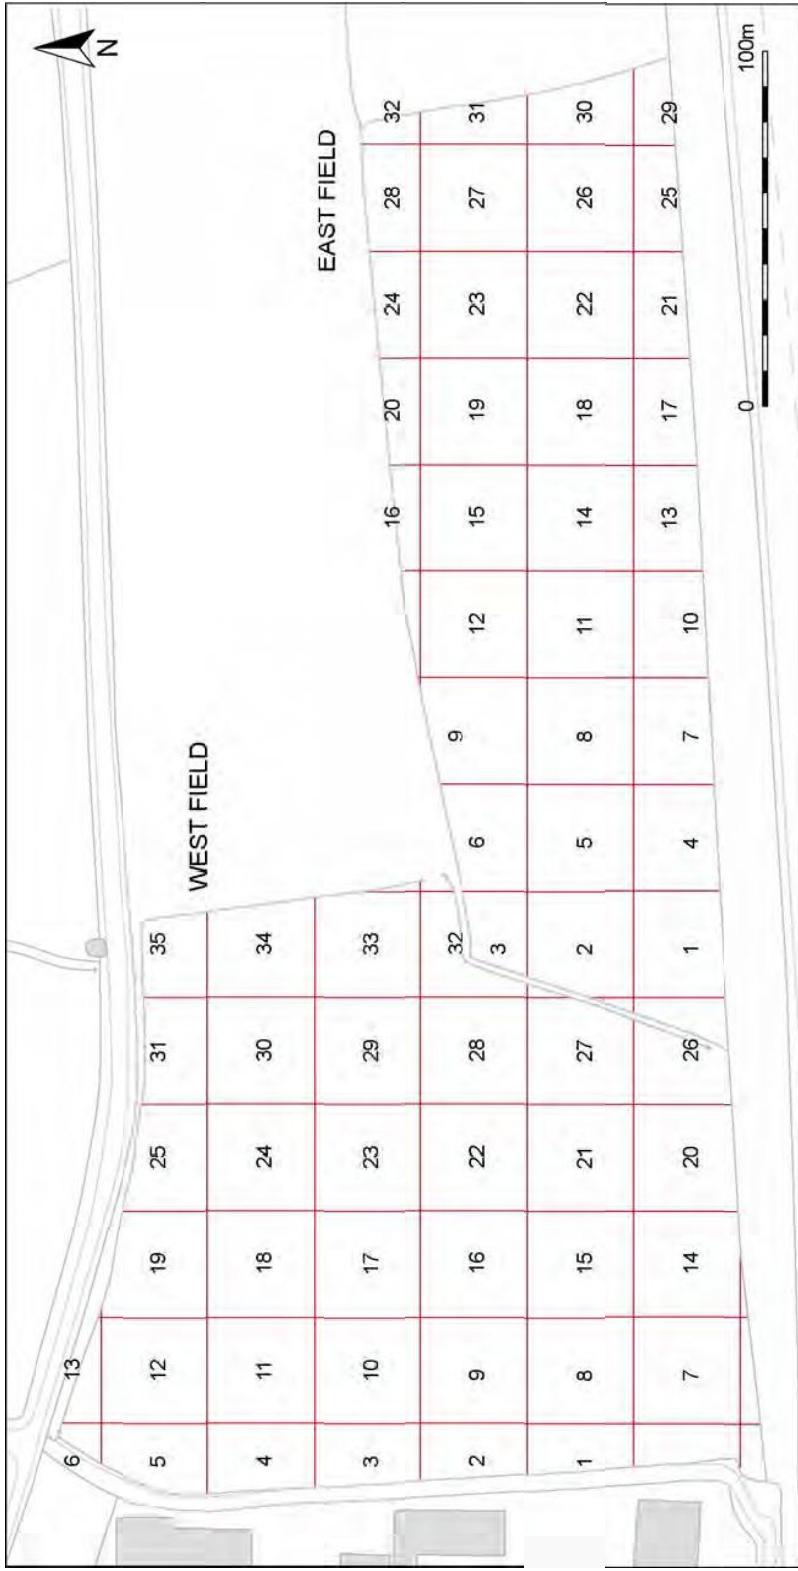 N
6 13
5 12 19 25 31 35
WEST FIELD
4 11 18 24 30 34
EAST FIELD
3 10 17 23 29 33
16 20 24 28 32
32 9
2 9 16 22 28 6 12 15 19 23 27 31
3
1 8 15 21 27 2 5 8 11 14 18 22 26 30
7 14 20 26 1 4 7 10 13 17 21 25 29
0 100m